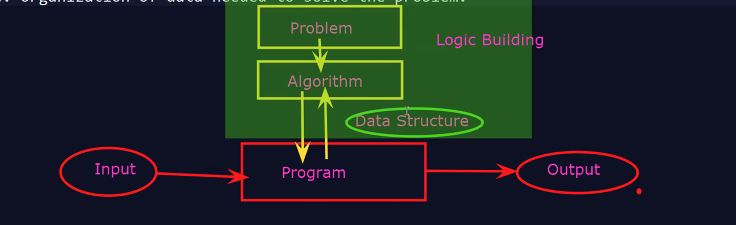 organization of data needed to solve the problem.
Problem
Logic Building
Algorithm
Data Structure
Input
Program
Output